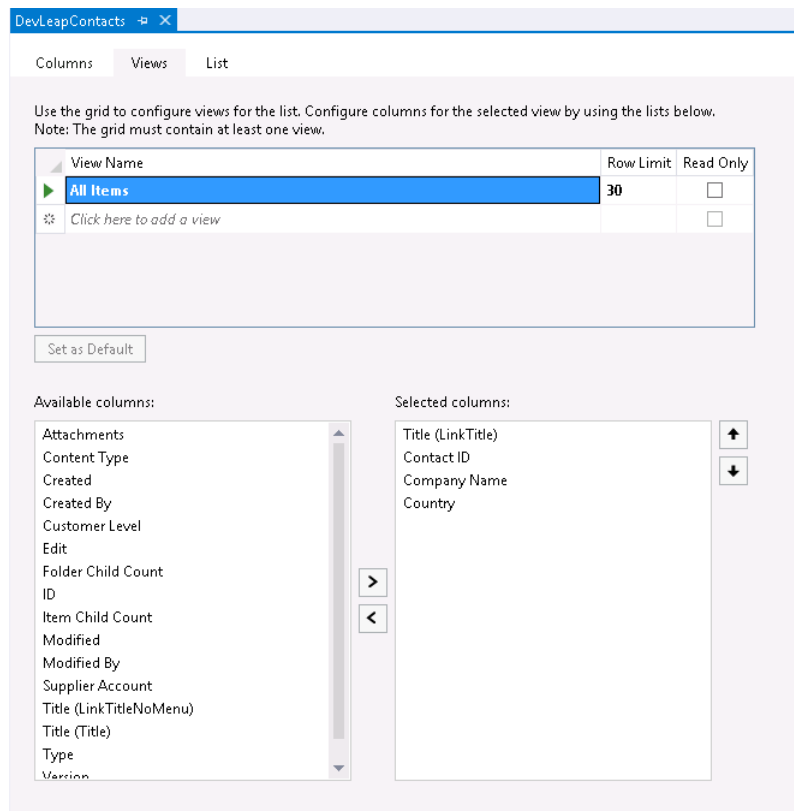 DevLeapContacts
Columns Views List
Use the grid to configure views for the list. Configure columns for the selected view by using the lists below.
Note: The grid must contain at least one view.
View Name Row Limit Read Only
All Items 30
Click here to add a view
Set as Default
Available columns:
Attachments
Content Type
Created
Created By
Customer Level
Edit
Folder Child Count
ID
Item Child Count
Modified
Modified By
Supplier Account
Title (LinkTitleNoMenu)
Title (Title)
Type
Version
Selected columns:
Title (LinkTitle)
Contact ID
Company Name
Country